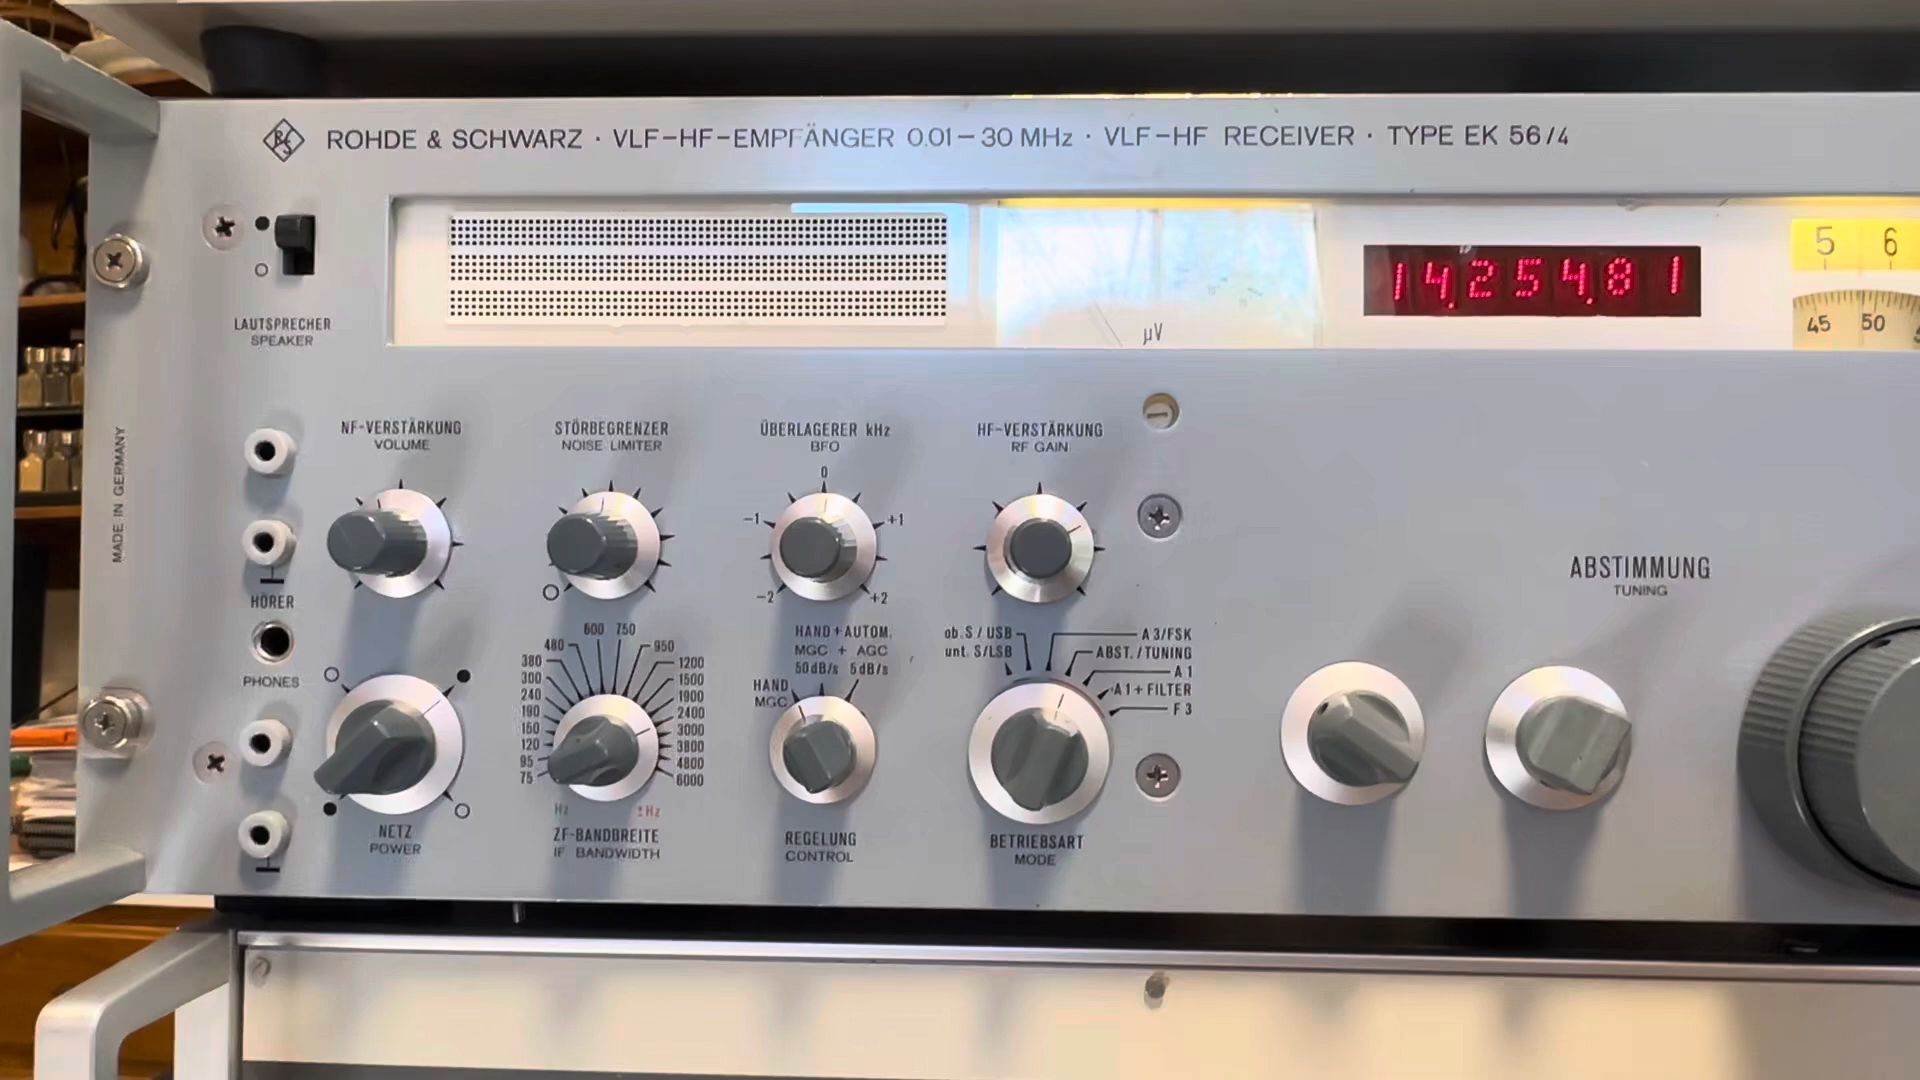 R&S ROHDE & SCHWARZ · VLF-HF-EMPFÄNGER 0.01-30 MHz · VLF-HF RECEIVER · TYPE EK 56/4
14.254.81
5 6
45 50
µV
LAUTSPRECHER
SPEAKER
MADE IN GERMANY
NF-VERSTÄRKUNG
VOLUME
STÖRBEGRENZER
NOISE LIMITER
ÜBERLAGERER kHz
BFO
0
-1 +1
-2 +2
HF-VERSTÄRKUNG
RF GAIN
ABSTIMMUNG
TUNING
HÖRER
PHONES
NETZ
POWER
600 750
480 950
380 1200
300 1500
240 1900
190 2400
150 3000
120 3800
95 4800
75 6000
Hz ±Hz
ZF-BANDBREITE
IF BANDWIDTH
HAND + AUTOM.
MGC + AGC
50dB/s 5dB/s
HAND
MGC
REGELUNG
CONTROL
ob.S / USB
unt. S/LSB
A 3/FSK
ABST. / TUNING
A 1
A 1 + FILTER
F 3
BETRIEBSART
MODE